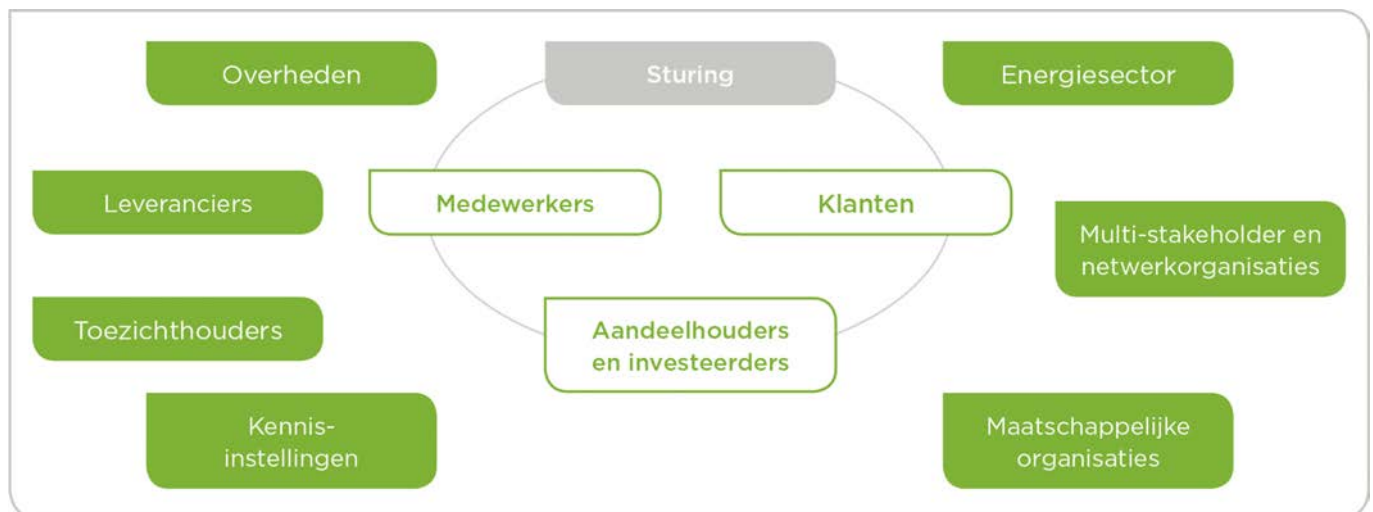 Overheden
Sturing
Energiesector
Leveranciers
Medewerkers
Klanten
Multi-stakeholder en
netwerkorganisaties
Toezichthouders
Aandeelhouders
en investeerders
Kennis-
instellingen
Maatschappelijke
organisaties